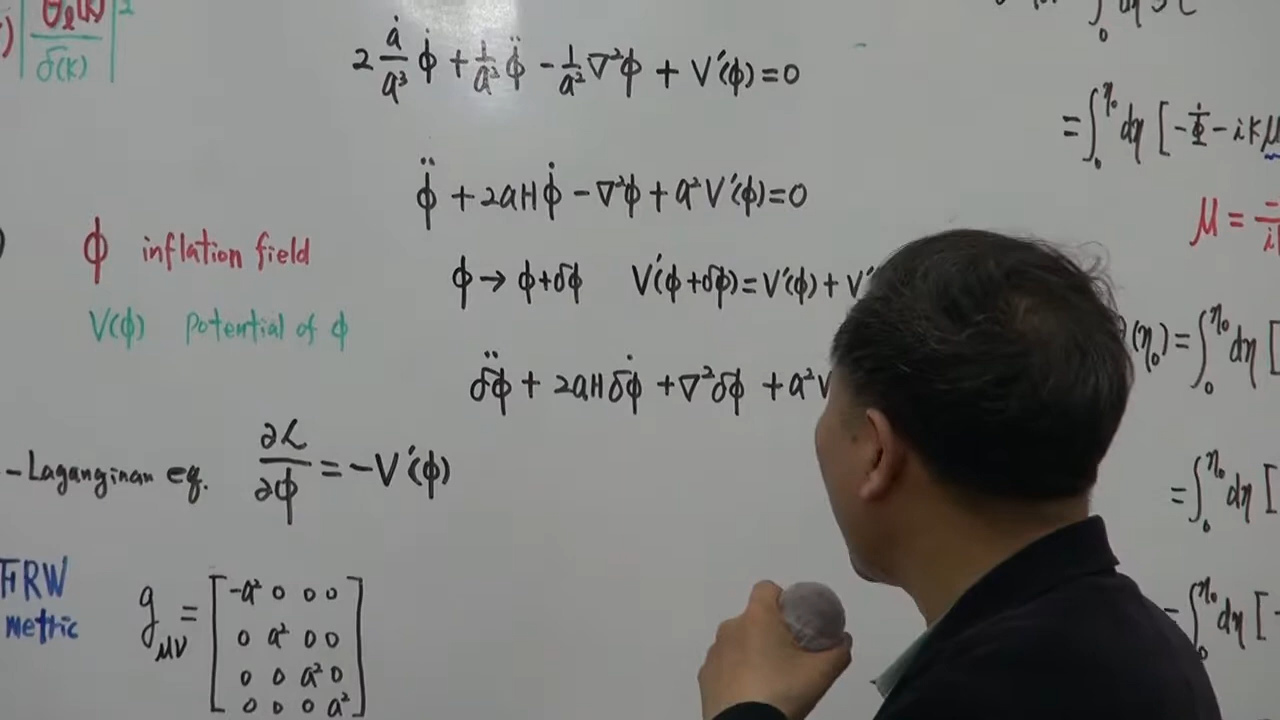 Θ_ℓ(k)
δ(k)
2
2 ȧ/a³ ϕ̇ + 1/a² ϕ̈ - 1/a² ∇²ϕ + V′(ϕ) = 0
ϕ̈ + 2aHϕ̇ - ∇²ϕ + a²V′(ϕ) = 0
ϕ inflation field
ϕ → ϕ+δϕ V′(ϕ+δϕ) = V′(ϕ) + V″
V(ϕ) Potential of ϕ
δϕ̈ + 2aHδϕ̇ + ∇²δϕ + a²V
-Laganginan eq. ∂ℒ/∂ϕ = -V′(ϕ)
FRW
metric
g_μν =
-a² 0 0 0
0 a² 0 0
0 0 a² 0
0 0 0 a²
= ∫₀^η₀ dη [ -Φ̇ - ikμ
μ =
(η₀) = ∫₀^η₀ dη [
= ∫₀^η₀ dη [
∫₀^η₀ dη [ -